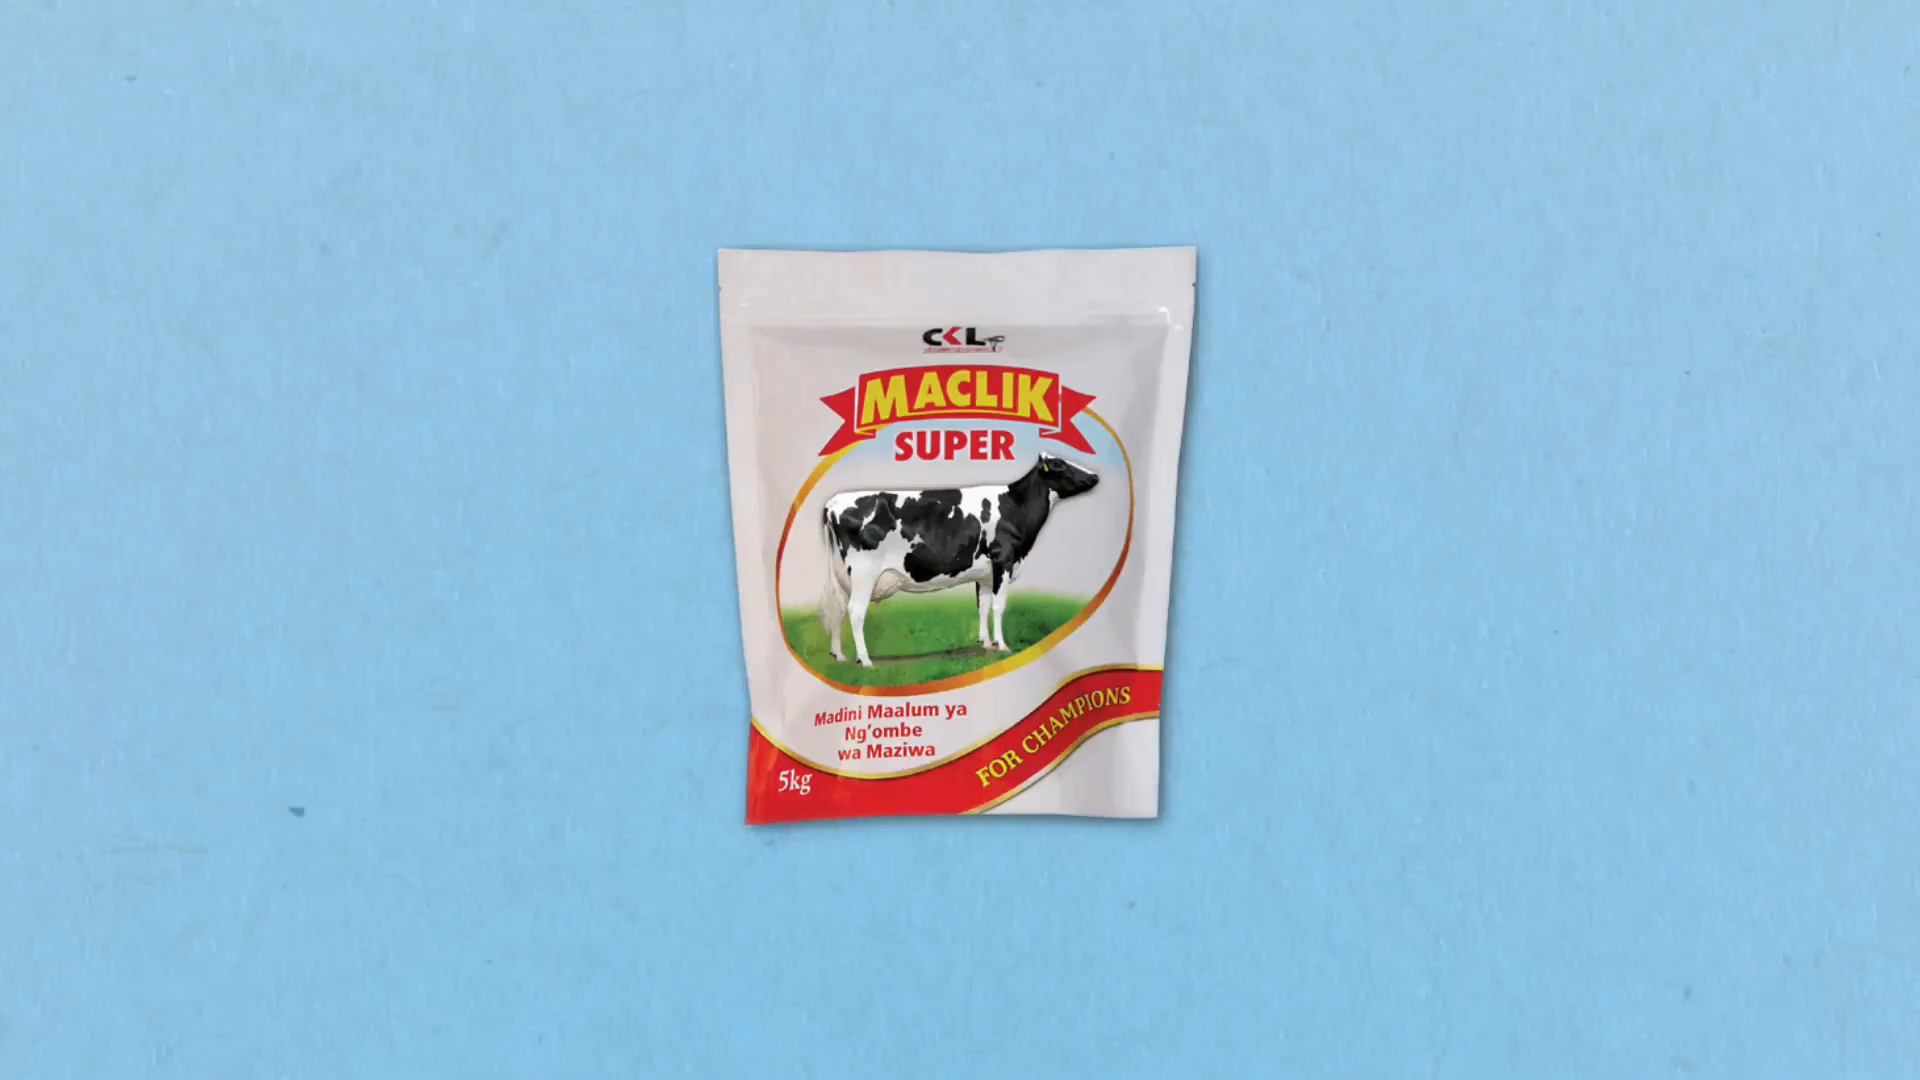 CKL
MACLIK
SUPER
Madini Maalum ya
Ng'ombe
wa Maziwa
FOR CHAMPIONS
5kg